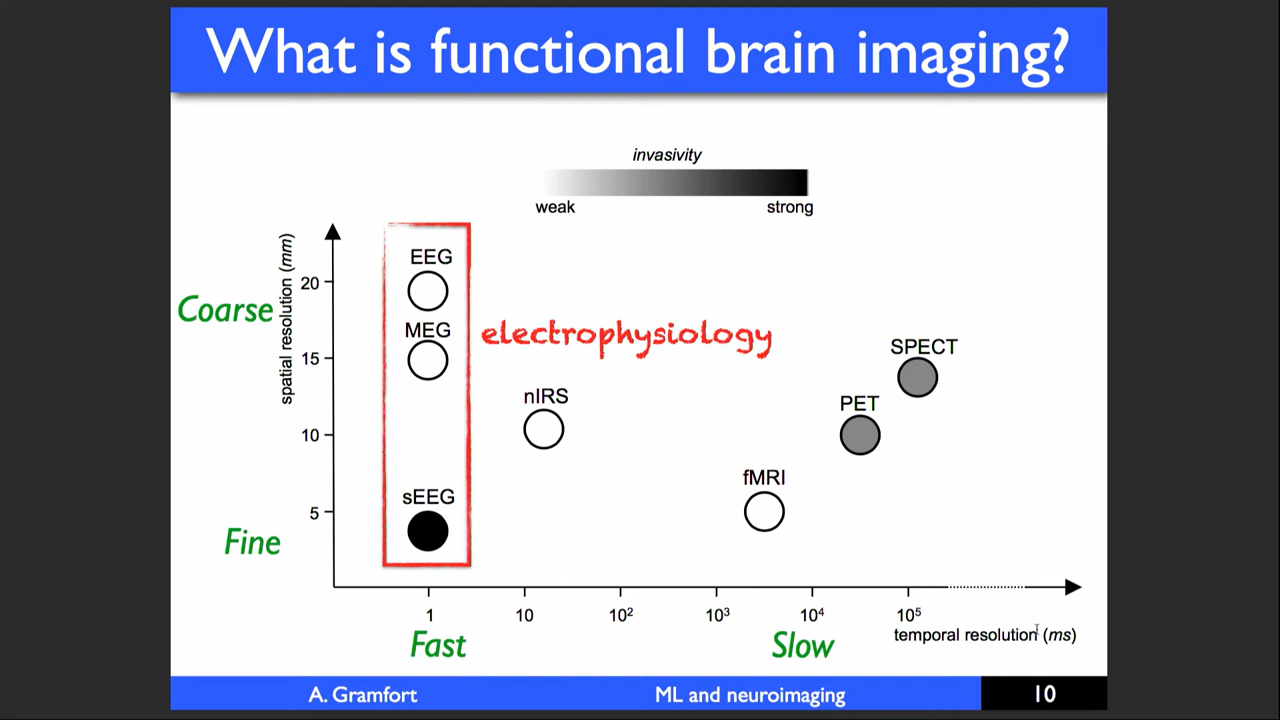 What is functional brain imaging?
invasivity
weak strong
spatial resolution (mm)
Coarse
Fine
20
15
10
5
EEG
MEG
sEEG
electrophysiology
nIRS
fMRI
PET
SPECT
1 10 10² 10³ 10⁴ 10⁵
temporal resolution (ms)
Fast Slow
A. Gramfort ML and neuroimaging 10